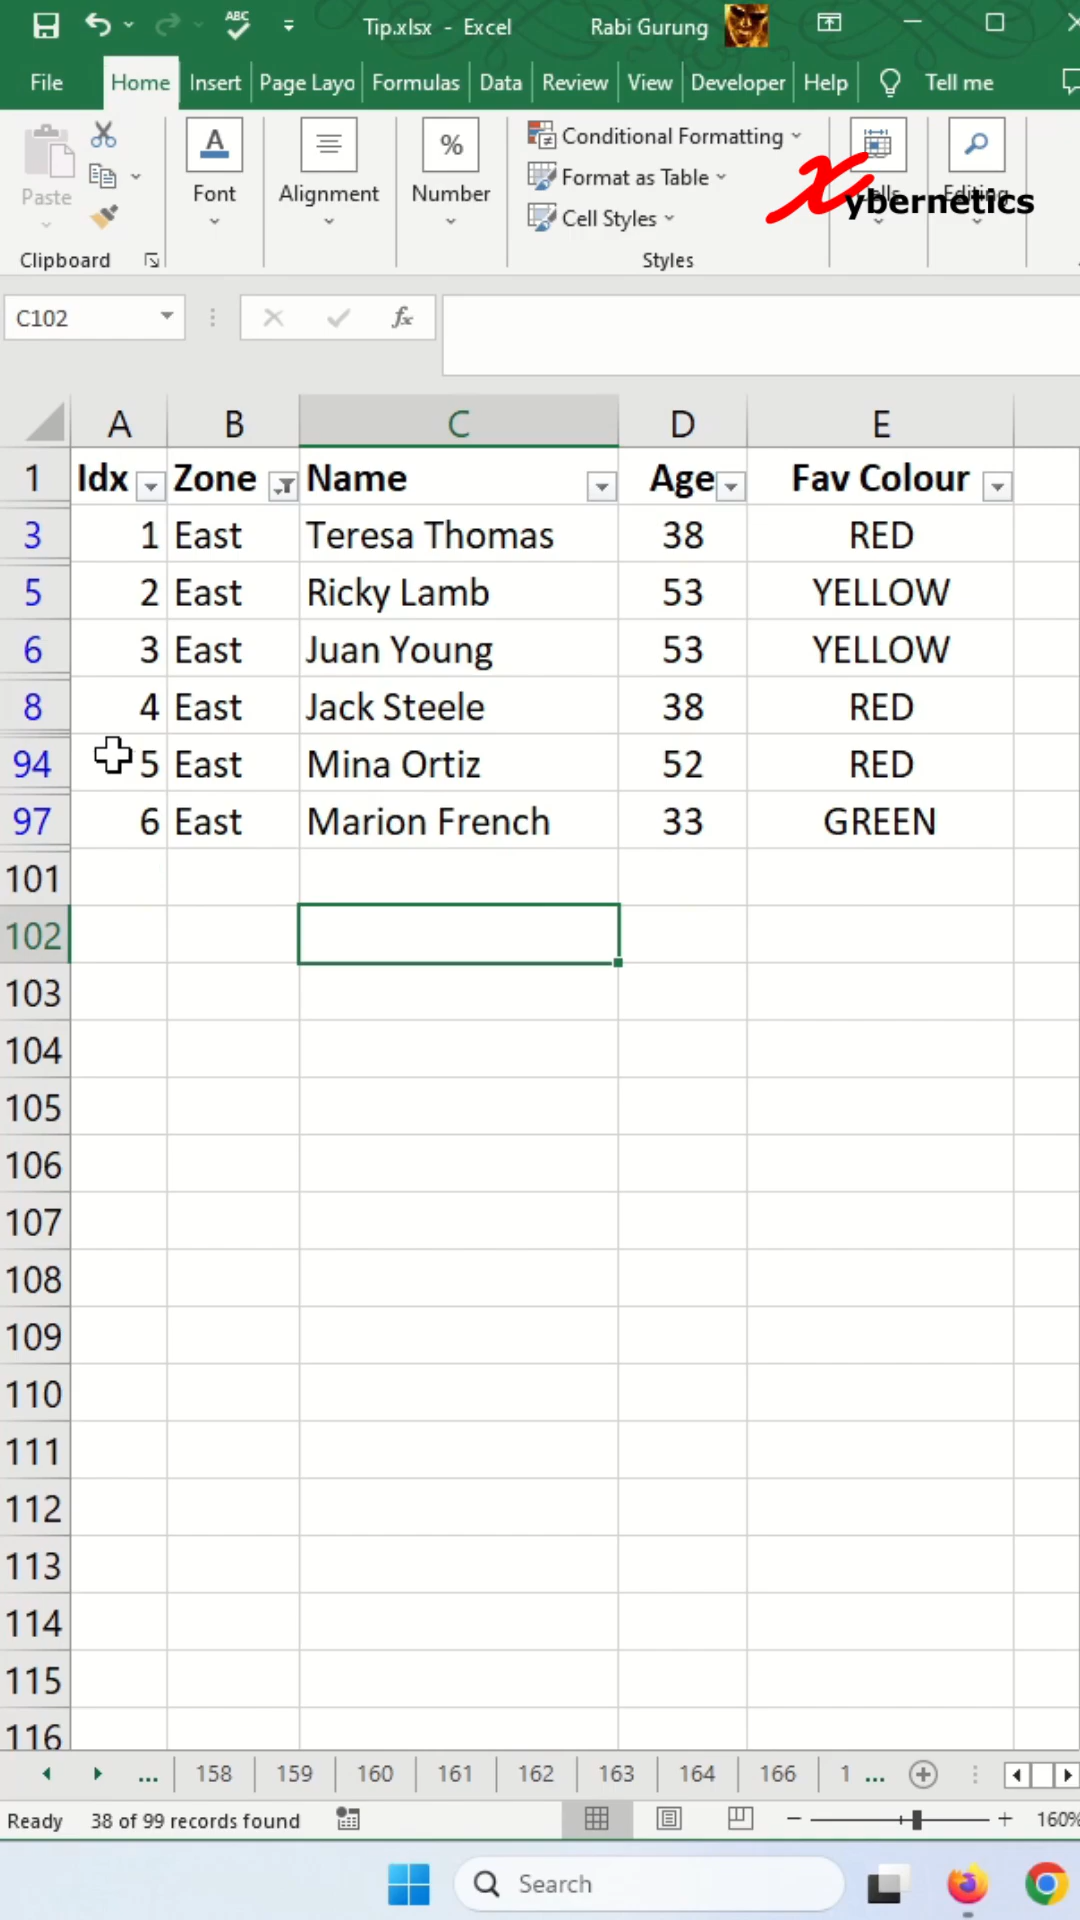 ABC
Tip.xlsx - Excel
Rabi Gurung
File Home Insert Page Layo Formulas Data Review View Developer Help Tell me
Paste
A
Font
Alignment
%
Number
Conditional Formatting
Format as Table
Cell Styles
Xybernetics
Clipboard
Styles
C102
fx
A B C D E
1 Idx Zone Name Age Fav Colour
3 1 East Teresa Thomas 38 RED
5 2 East Ricky Lamb 53 YELLOW
6 3 East Juan Young 53 YELLOW
8 4 East Jack Steele 38 RED
94 5 East Mina Ortiz 52 RED
97 6 East Marion French 33 GREEN
101
102
103
104
105
106
107
108
109
110
111
112
113
114
115
116
... 158 159 160 161 162 163 164 166 1 ...
Ready 38 of 99 records found 160%
Search